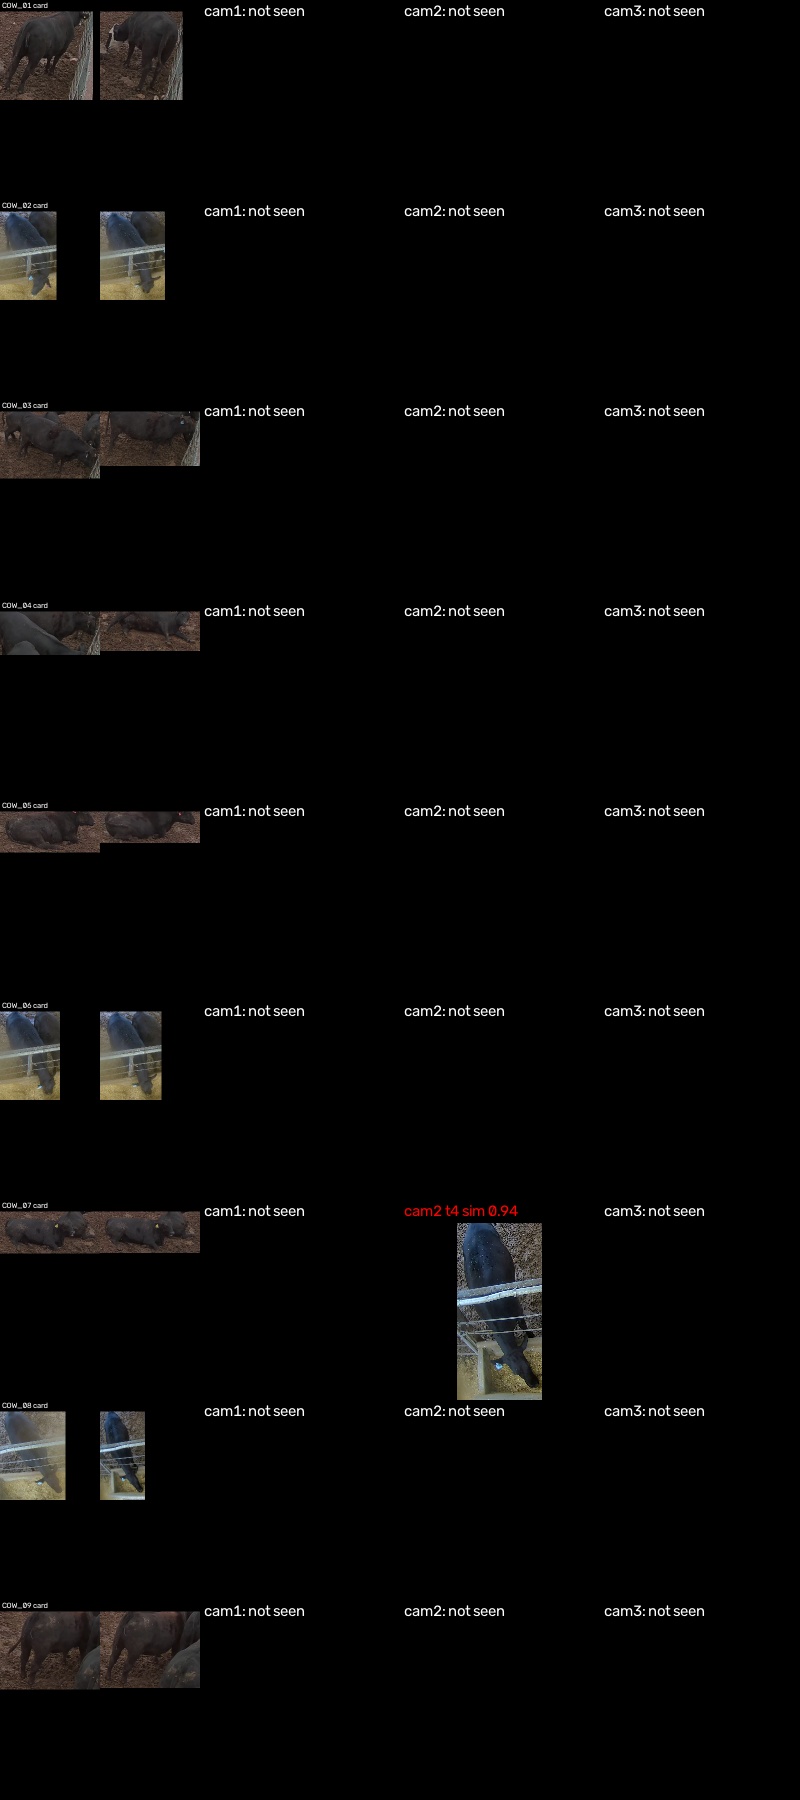 COW_01 card
cam1: not seen
cam2: not seen
cam3: not seen
COW_02 card
cam1: not seen
cam2: not seen
cam3: not seen
COW_03 card
cam1: not seen
cam2: not seen
cam3: not seen
COW_04 card
cam1: not seen
cam2: not seen
cam3: not seen
COW_05 card
cam1: not seen
cam2: not seen
cam3: not seen
COW_06 card
cam1: not seen
cam2: not seen
cam3: not seen
COW_07 card
cam1: not seen
cam2 t4 sim 0.94
cam3: not seen
COW_08 card
cam1: not seen
cam2: not seen
cam3: not seen
COW_09 card
cam1: not seen
cam2: not seen
cam3: not seen